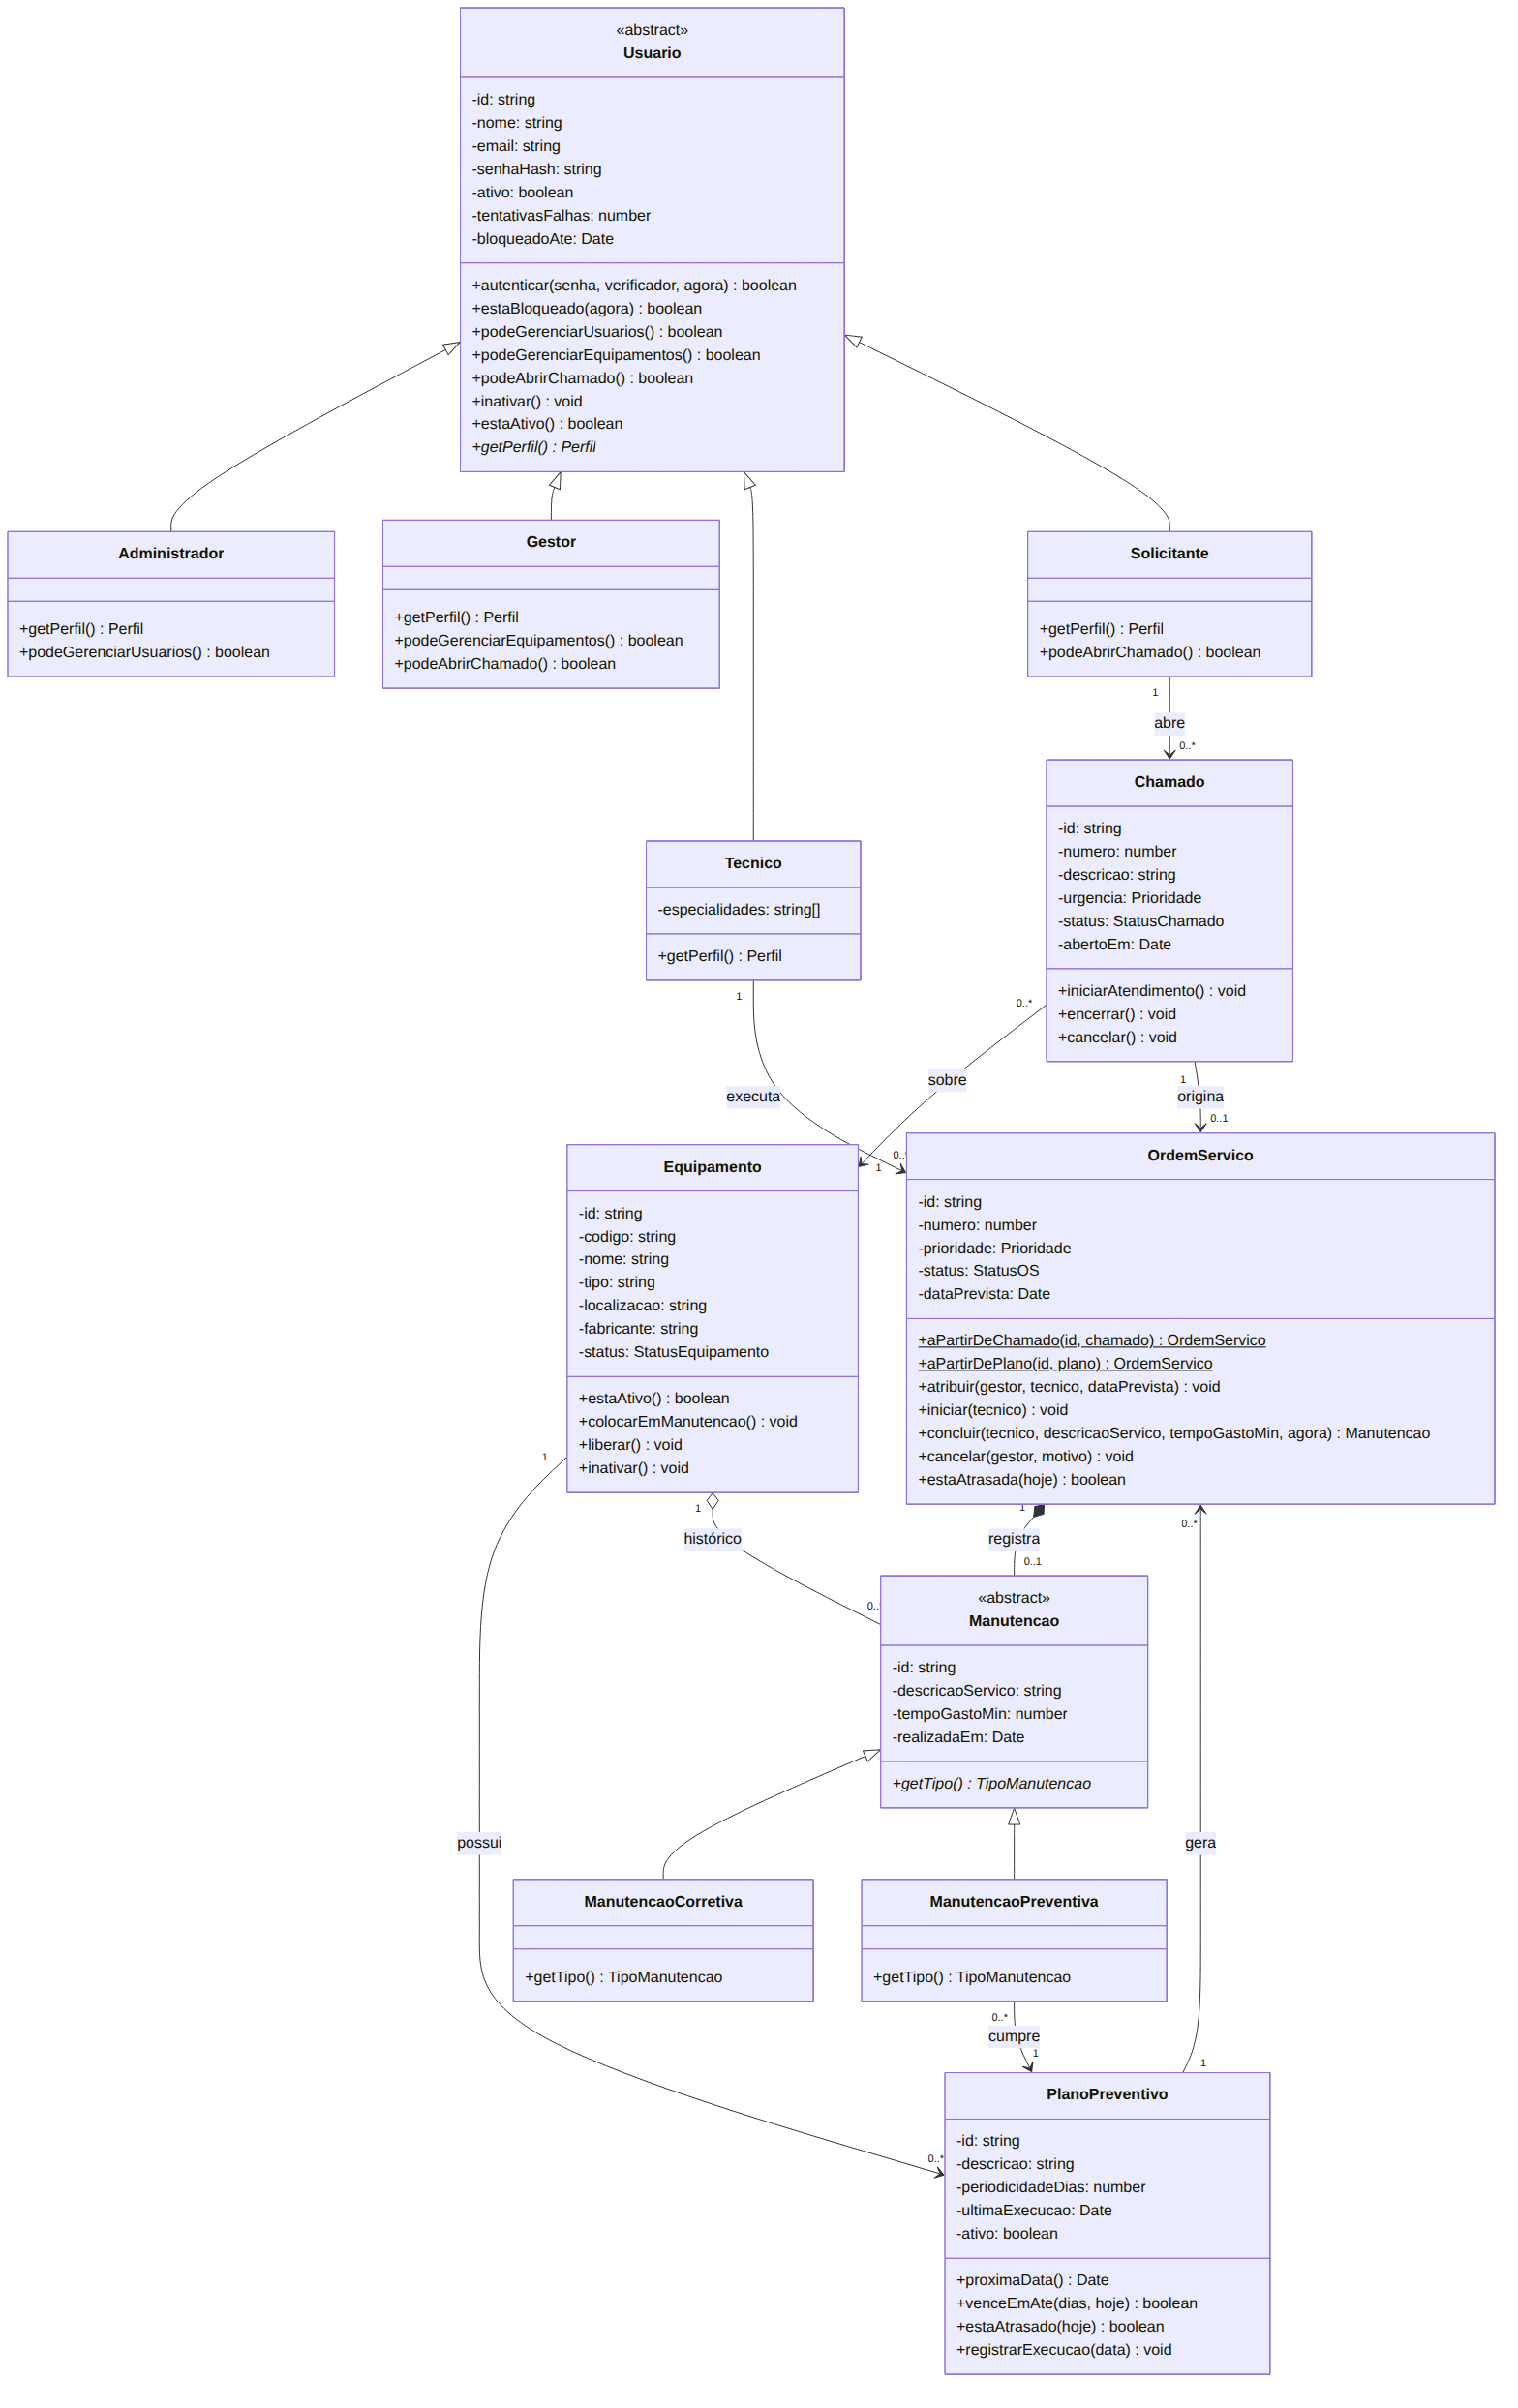 «abstract»
Usuario
-id: string
-nome: string
-email: string
-senhaHash: string
-ativo: boolean
-tentativasFalhas: number
-bloqueadoAte: Date
+autenticar(senha, verificador, agora) : boolean
+estaBloqueado(agora) : boolean
+podeGerenciarUsuarios() : boolean
+podeGerenciarEquipamentos() : boolean
+podeAbrirChamado() : boolean
+inativar() : void
+estaAtivo() : boolean
+getPerfil() : Perfil
Administrador
+getPerfil() : Perfil
+podeGerenciarUsuarios() : boolean
Gestor
+getPerfil() : Perfil
+podeGerenciarEquipamentos() : boolean
+podeAbrirChamado() : boolean
Solicitante
+getPerfil() : Perfil
+podeAbrirChamado() : boolean
1
abre
0..*
Chamado
-id: string
-numero: number
-descricao: string
-urgencia: Prioridade
-status: StatusChamado
-abertoEm: Date
+iniciarAtendimento() : void
+encerrar() : void
+cancelar() : void
Tecnico
-especialidades: string[]
+getPerfil() : Perfil
1
executa
0..*
0..*
sobre
1
1
origina
0..1
Equipamento
-id: string
-codigo: string
-nome: string
-tipo: string
-localizacao: string
-fabricante: string
-status: StatusEquipamento
+estaAtivo() : boolean
+colocarEmManutencao() : void
+liberar() : void
+inativar() : void
OrdemServico
-id: string
-numero: number
-prioridade: Prioridade
-status: StatusOS
-dataPrevista: Date
+aPartirDeChamado(id, chamado) : OrdemServico
+aPartirDePlano(id, plano) : OrdemServico
+atribuir(gestor, tecnico, dataPrevista) : void
+iniciar(tecnico) : void
+concluir(tecnico, descricaoServico, tempoGastoMin, agora) : Manutencao
+cancelar(gestor, motivo) : void
+estaAtrasada(hoje) : boolean
1
1
histórico
0..
1
registra
0..1
0..*
«abstract»
Manutencao
-id: string
-descricaoServico: string
-tempoGastoMin: number
-realizadaEm: Date
+getTipo() : TipoManutencao
possui
gera
ManutencaoCorretiva
+getTipo() : TipoManutencao
ManutencaoPreventiva
+getTipo() : TipoManutencao
0..*
cumpre
1
1
0..*
PlanoPreventivo
-id: string
-descricao: string
-periodicidadeDias: number
-ultimaExecucao: Date
-ativo: boolean
+proximaData() : Date
+venceEmAte(dias, hoje) : boolean
+estaAtrasado(hoje) : boolean
+registrarExecucao(data) : void